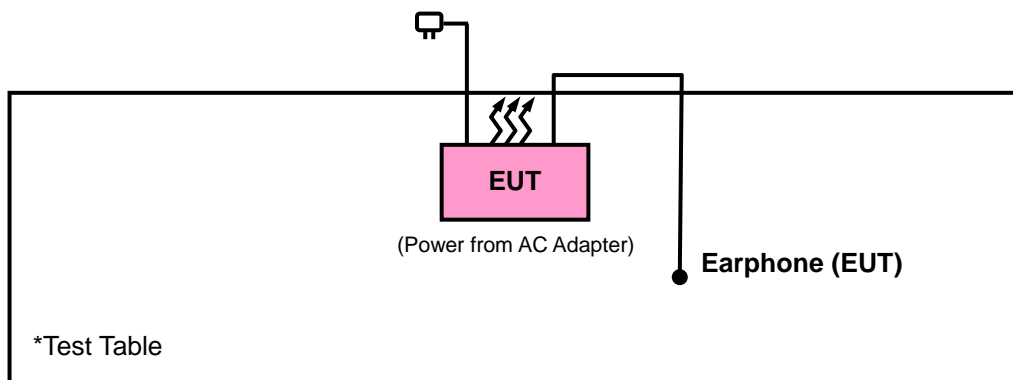 EUT
(Power from AC Adapter)
Earphone (EUT)
*Test Table